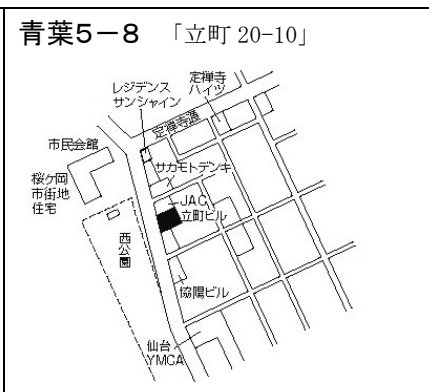 青葉5－8 「立町 20-10」
定禅寺
ハイツ
レジデンス
サンシャイン
定禅寺通
市民会館
サカモトデンキ
桜ケ岡
市街地
住宅
JAC
立町ビル
西公園
協陽ビル
仙台
YMCA